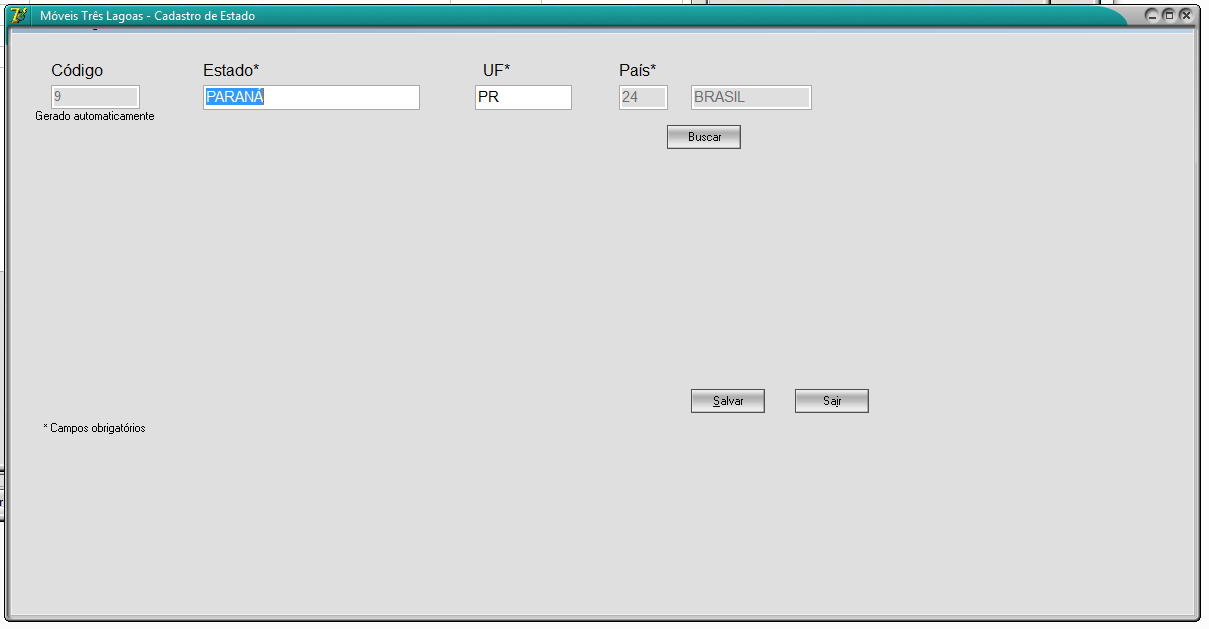 Móveis Três Lagoas - Cadastro de Estado
Código Estado* UF* País*
9 PARANÁ PR 24 BRASIL
Gerado automaticamente
Buscar
Salvar Sair
* Campos obrigatórios